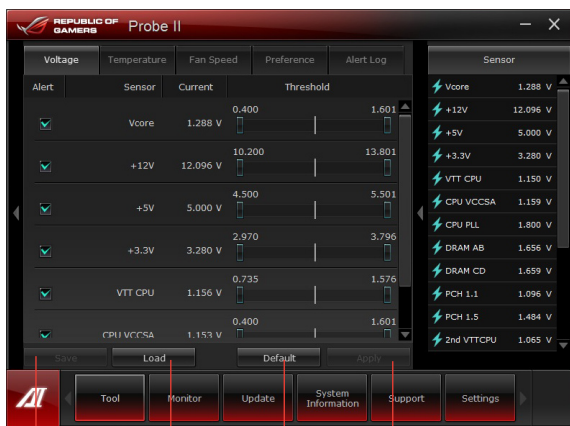 REPUBLIC OF GAMERS Probe II
Voltage Temperature Fan Speed Preference Alert Log
Alert Sensor Current Threshold
0.400 1.601
Vcore 1.288 V
10.200 13.801
+12V 12.096 V
4.500 5.501
+5V 5.000 V
2.970 3.796
+3.3V 3.280 V
0.735 1.576
VTT CPU 1.156 V
0.400 1.601
CPU VCCSA 1.153 V
Save Load Default Apply
Sensor
Vcore 1.288 V
+12V 12.096 V
+5V 5.000 V
+3.3V 3.280 V
VTT CPU 1.150 V
CPU VCCSA 1.159 V
CPU PLL 1.800 V
DRAM AB 1.656 V
DRAM CD 1.659 V
PCH 1.1 1.096 V
PCH 1.5 1.484 V
2nd VTTCPU 1.065 V
AI Tool Monitor Update System Information Support Settings